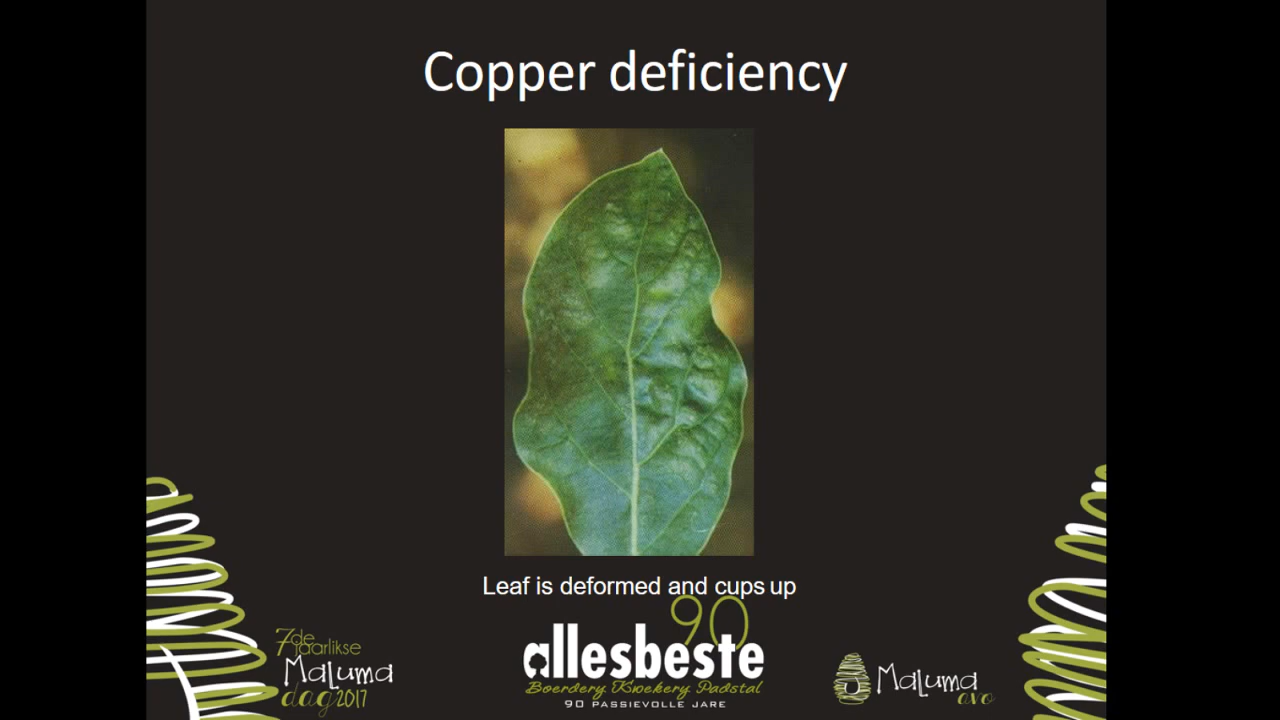 Copper deficiency
Leaf is deformed and cups up
90
allesbeste
Boerdery Kwekery Padstal
90 PASSIEVOLLE JARE
7de
jaarlikse
Maluma
dag 2017
Maluma
avo